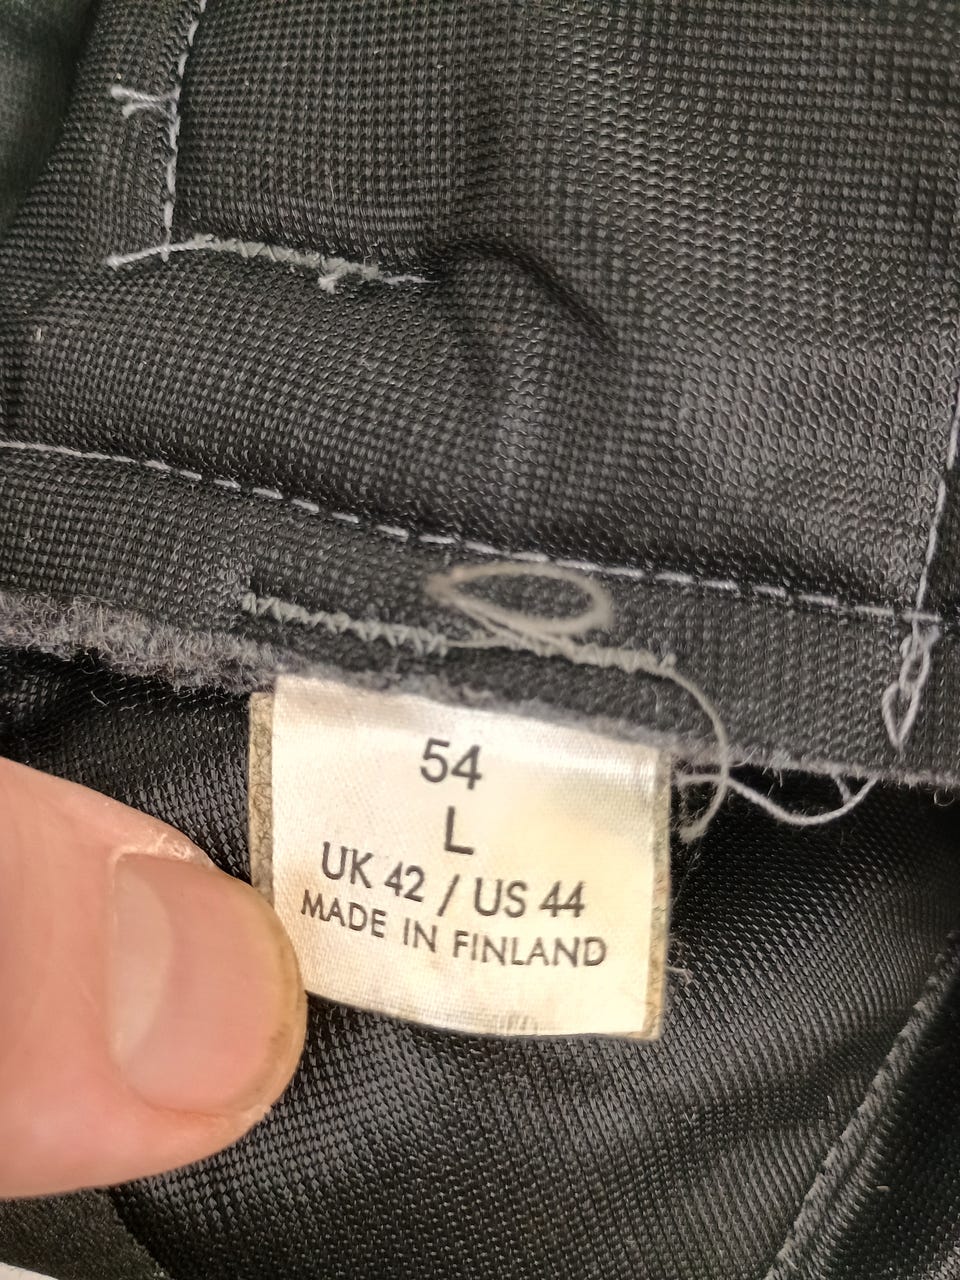 54
L
UK 42 / US 44
MADE IN FINLAND